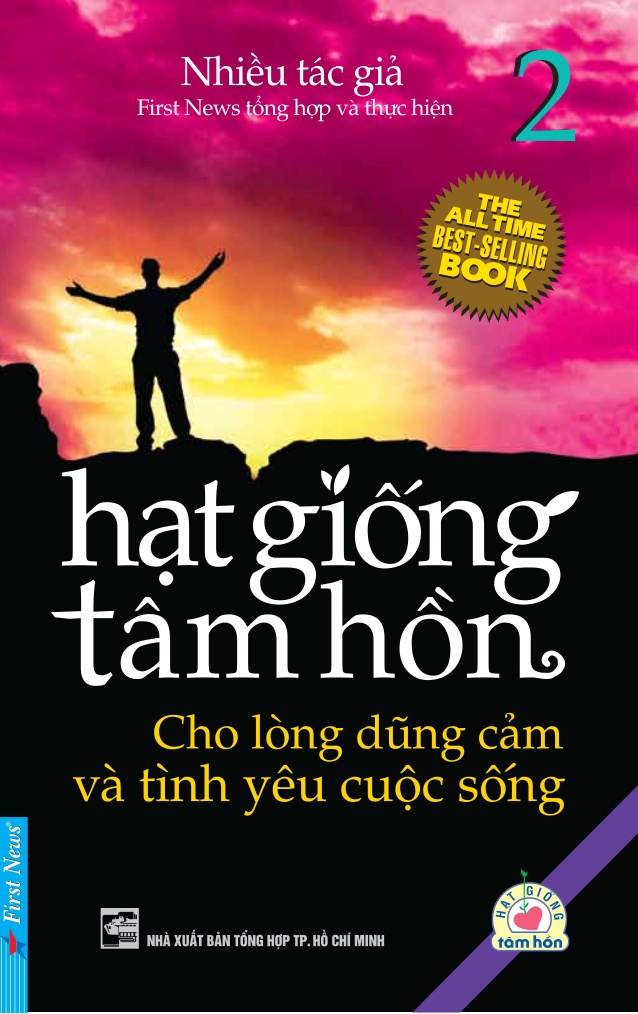 Nhiều tác giả
First News tổng hợp và thực hiện
2
THE
ALL TIME
BEST-SELLING
BOOK
hạt giống
tâm hồn
Cho lòng dũng cảm
và tình yêu cuộc sống
First News®
NHÀ XUẤT BẢN TỔNG HỢP TP. HỒ CHÍ MINH
HẠT GIỐNG
tâm hồn